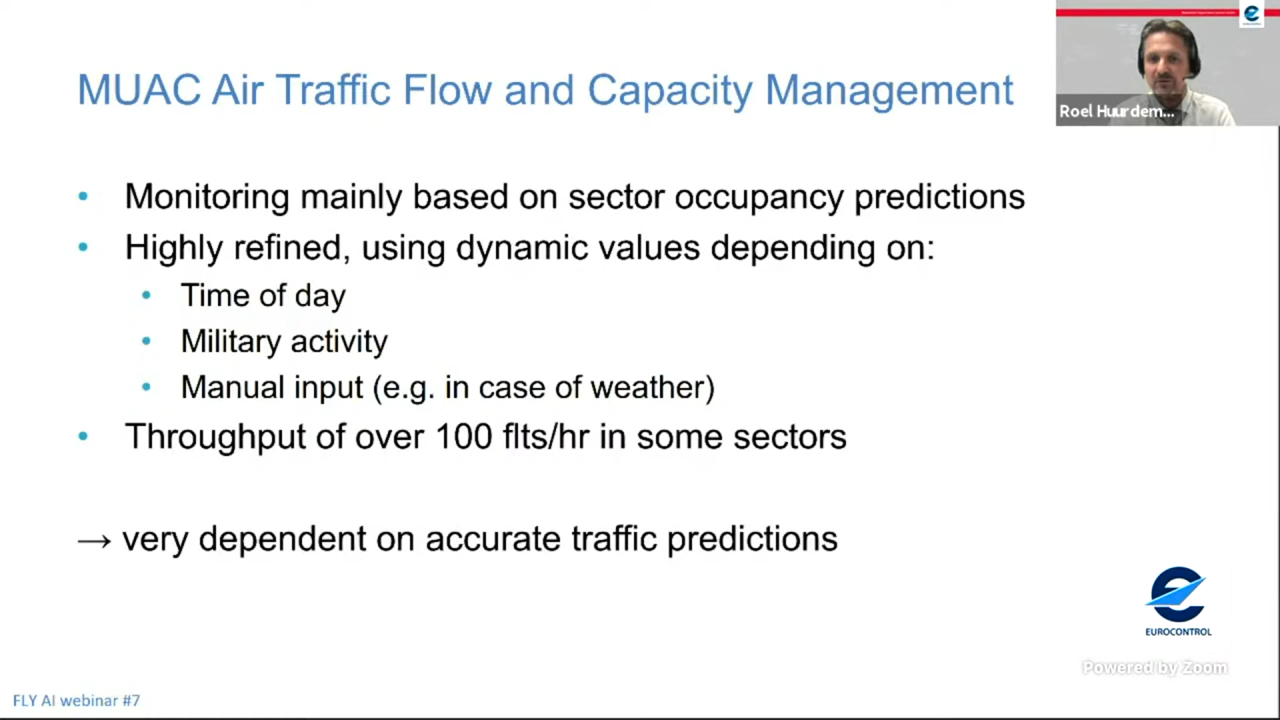 MUAC Air Traffic Flow and Capacity Management
Roel Huurdem...
• Monitoring mainly based on sector occupancy predictions
• Highly refined, using dynamic values depending on:
• Time of day
• Military activity
• Manual input (e.g. in case of weather)
• Throughput of over 100 flts/hr in some sectors
→ very dependent on accurate traffic predictions
EUROCONTROL
Powered by Zoom
FLY AI webinar #7